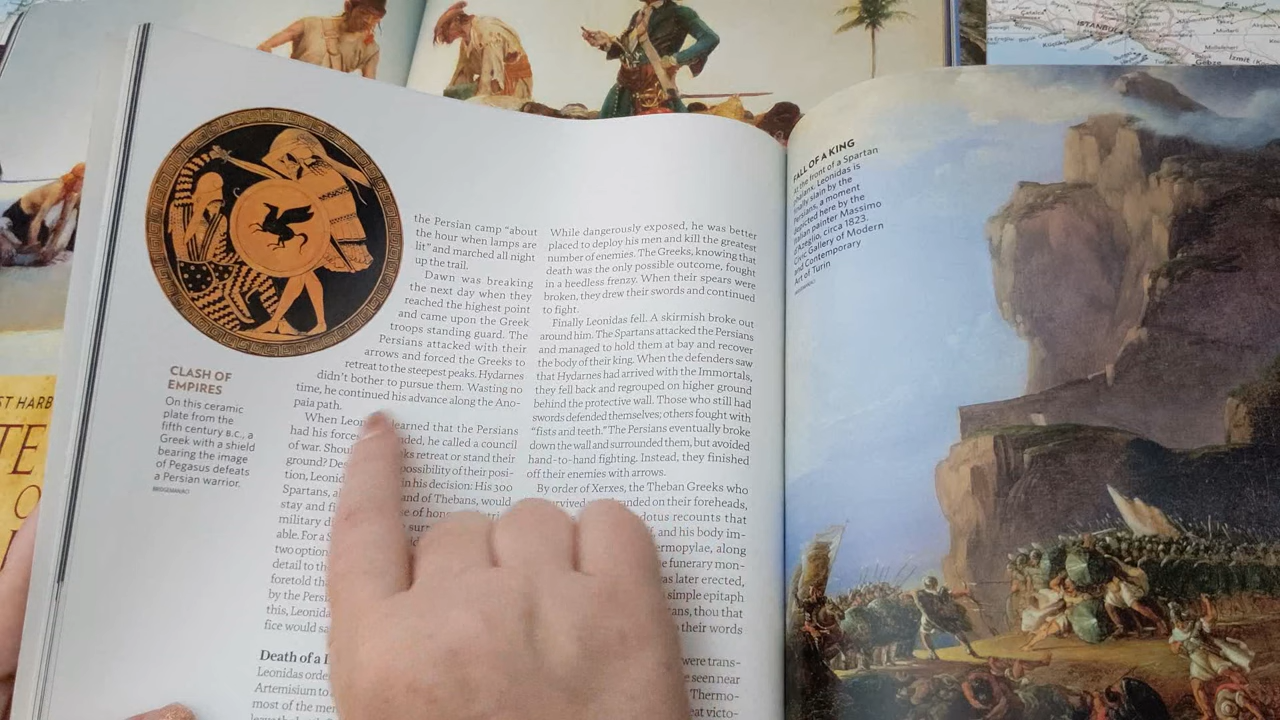 ISTANBUL
Gebze
İzmit
ST HARB
TE
O
CLASH OF
EMPIRES
On this ceramic
plate from the
fifth century B.C., a
Greek with a shield
bearing the image
of Pegasus defeats
a Persian warrior.
the Persian camp “about
the hour when lamps are
lit” and marched all night
up the trail.
Dawn was breaking
the next day when they
reached the highest point
and came upon the Greek
troops standing guard. The
Persians attacked with their
arrows and forced the Greeks to
retreat to the steepest peaks. Hydarnes
didn’t bother to pursue them. Wasting no
time, he continued his advance along the Ano-
paia path.
When Leon learned that the Persians
had his force ded, he called a council
of war. Shou ks retreat or stand their
ground? De possibility of their posi-
tion, Leonid in his decision: His 300
Spartans, a and of Thebans, would
stay and fi e of hono
military d surr
able. For a S
two option
detail to th
foretold th
by the Persi
this, Leonida
fice would sa
Death of a
Leonidas orde
Artemisium to
most of the me
While dangerously exposed, he was better
placed to deploy his men and kill the greatest
number of enemies. The Greeks, knowing that
death was the only possible outcome, fought
in a heedless frenzy. When their spears were
broken, they drew their swords and continued
to fight.
Finally Leonidas fell. A skirmish broke out
around him. The Spartans attacked the Persians
and managed to hold them at bay and recover
the body of their king. When the defenders saw
that Hydarnes had arrived with the Immortals,
they fell back and regrouped on higher ground
behind the protective wall. Those who still had
swords defended themselves; others fought with
“fists and teeth.” The Persians eventually broke
down the wall and surrounded them, but avoided
hand-to-hand fighting. Instead, they finished
off their enemies with arrows.
By order of Xerxes, the Theban Greeks who
urvived nded on their foreheads,
dotus recounts that
f, and his body im-
ermopylae, along
e funerary mon-
as later erected,
simple epitaph
ans, thou that
their words
were trans-
e seen near
Thermo-
eat victo-
FALL OF A KING
At the front of a Spartan
phalanx, Leonidas is
finally slain by the
Persians, a moment
depicted here by the
Italian painter Massimo
d’Azeglio, circa 1823.
Civic Gallery of Modern
and Contemporary
Art of Turin